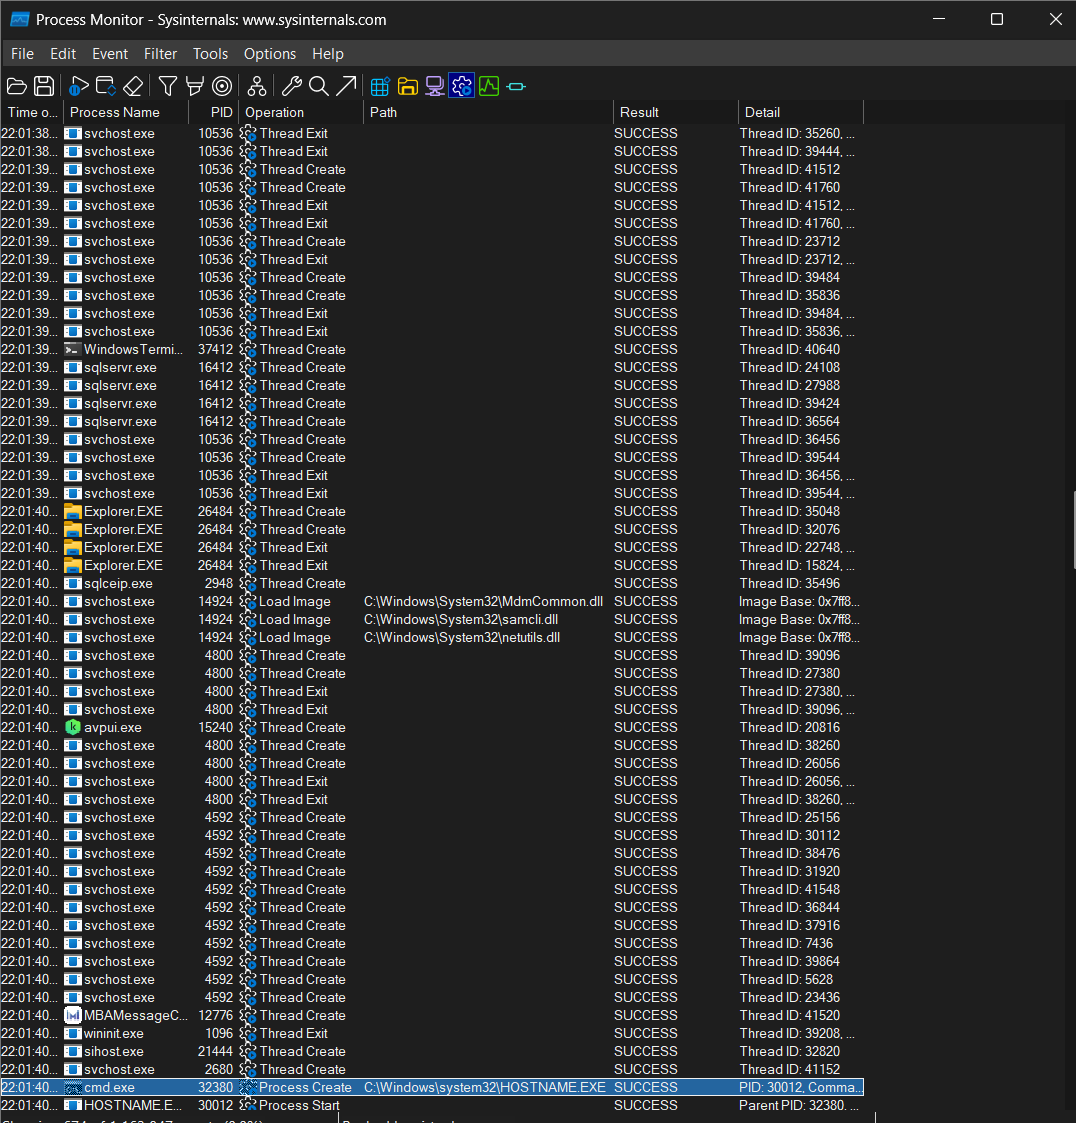 Process Monitor - Sysinternals: www.sysinternals.com
File Edit Event Filter Tools Options Help
Time o... Process Name PID Operation Path Result Detail
22:01:38... svchost.exe 10536 Thread Exit SUCCESS Thread ID: 35260, ...
22:01:38... svchost.exe 10536 Thread Exit SUCCESS Thread ID: 39444, ...
22:01:39... svchost.exe 10536 Thread Create SUCCESS Thread ID: 41512
22:01:39... svchost.exe 10536 Thread Create SUCCESS Thread ID: 41760
22:01:39... svchost.exe 10536 Thread Exit SUCCESS Thread ID: 41512, ...
22:01:39... svchost.exe 10536 Thread Exit SUCCESS Thread ID: 41760, ...
22:01:39... svchost.exe 10536 Thread Create SUCCESS Thread ID: 23712
22:01:39... svchost.exe 10536 Thread Exit SUCCESS Thread ID: 23712, ...
22:01:39... svchost.exe 10536 Thread Create SUCCESS Thread ID: 39484
22:01:39... svchost.exe 10536 Thread Create SUCCESS Thread ID: 35836
22:01:39... svchost.exe 10536 Thread Exit SUCCESS Thread ID: 39484, ...
22:01:39... svchost.exe 10536 Thread Exit SUCCESS Thread ID: 35836, ...
22:01:39... WindowsTermi... 37412 Thread Create SUCCESS Thread ID: 40640
22:01:39... sqlservr.exe 16412 Thread Create SUCCESS Thread ID: 24108
22:01:39... sqlservr.exe 16412 Thread Create SUCCESS Thread ID: 27988
22:01:39... sqlservr.exe 16412 Thread Create SUCCESS Thread ID: 39424
22:01:39... sqlservr.exe 16412 Thread Create SUCCESS Thread ID: 36564
22:01:39... svchost.exe 10536 Thread Create SUCCESS Thread ID: 36456
22:01:39... svchost.exe 10536 Thread Create SUCCESS Thread ID: 39544
22:01:39... svchost.exe 10536 Thread Exit SUCCESS Thread ID: 36456, ...
22:01:39... svchost.exe 10536 Thread Exit SUCCESS Thread ID: 39544, ...
22:01:40... Explorer.EXE 26484 Thread Create SUCCESS Thread ID: 35048
22:01:40... Explorer.EXE 26484 Thread Create SUCCESS Thread ID: 32076
22:01:40... Explorer.EXE 26484 Thread Exit SUCCESS Thread ID: 22748, ...
22:01:40... Explorer.EXE 26484 Thread Exit SUCCESS Thread ID: 15824, ...
22:01:40... sqlceip.exe 2948 Thread Create SUCCESS Thread ID: 35496
22:01:40... svchost.exe 14924 Load Image C:\Windows\System32\MdmCommon.dll SUCCESS Image Base: 0x7ff8...
22:01:40... svchost.exe 14924 Load Image C:\Windows\System32\samcli.dll SUCCESS Image Base: 0x7ff8...
22:01:40... svchost.exe 14924 Load Image C:\Windows\System32\netutils.dll SUCCESS Image Base: 0x7ff8...
22:01:40... svchost.exe 4800 Thread Create SUCCESS Thread ID: 39096
22:01:40... svchost.exe 4800 Thread Create SUCCESS Thread ID: 27380
22:01:40... svchost.exe 4800 Thread Exit SUCCESS Thread ID: 27380, ...
22:01:40... svchost.exe 4800 Thread Exit SUCCESS Thread ID: 39096, ...
22:01:40... avpui.exe 15240 Thread Create SUCCESS Thread ID: 20816
22:01:40... svchost.exe 4800 Thread Create SUCCESS Thread ID: 38260
22:01:40... svchost.exe 4800 Thread Create SUCCESS Thread ID: 26056
22:01:40... svchost.exe 4800 Thread Exit SUCCESS Thread ID: 26056, ...
22:01:40... svchost.exe 4800 Thread Exit SUCCESS Thread ID: 38260, ...
22:01:40... svchost.exe 4592 Thread Create SUCCESS Thread ID: 25156
22:01:40... svchost.exe 4592 Thread Create SUCCESS Thread ID: 30112
22:01:40... svchost.exe 4592 Thread Create SUCCESS Thread ID: 38476
22:01:40... svchost.exe 4592 Thread Create SUCCESS Thread ID: 31920
22:01:40... svchost.exe 4592 Thread Create SUCCESS Thread ID: 41548
22:01:40... svchost.exe 4592 Thread Create SUCCESS Thread ID: 36844
22:01:40... svchost.exe 4592 Thread Create SUCCESS Thread ID: 37916
22:01:40... svchost.exe 4592 Thread Create SUCCESS Thread ID: 7436
22:01:40... svchost.exe 4592 Thread Create SUCCESS Thread ID: 39864
22:01:40... svchost.exe 4592 Thread Create SUCCESS Thread ID: 5628
22:01:40... svchost.exe 4592 Thread Create SUCCESS Thread ID: 23436
22:01:40... MBAMessageC... 12776 Thread Create SUCCESS Thread ID: 41520
22:01:40... wininit.exe 1096 Thread Exit SUCCESS Thread ID: 39208, ...
22:01:40... sihost.exe 21444 Thread Create SUCCESS Thread ID: 32820
22:01:40... svchost.exe 2680 Thread Create SUCCESS Thread ID: 41152
22:01:40... cmd.exe 32380 Process Create C:\Windows\system32\HOSTNAME.EXE SUCCESS PID: 30012, Comma...
22:01:40... HOSTNAME.E... 30012 Process Start SUCCESS Parent PID: 32380, ...